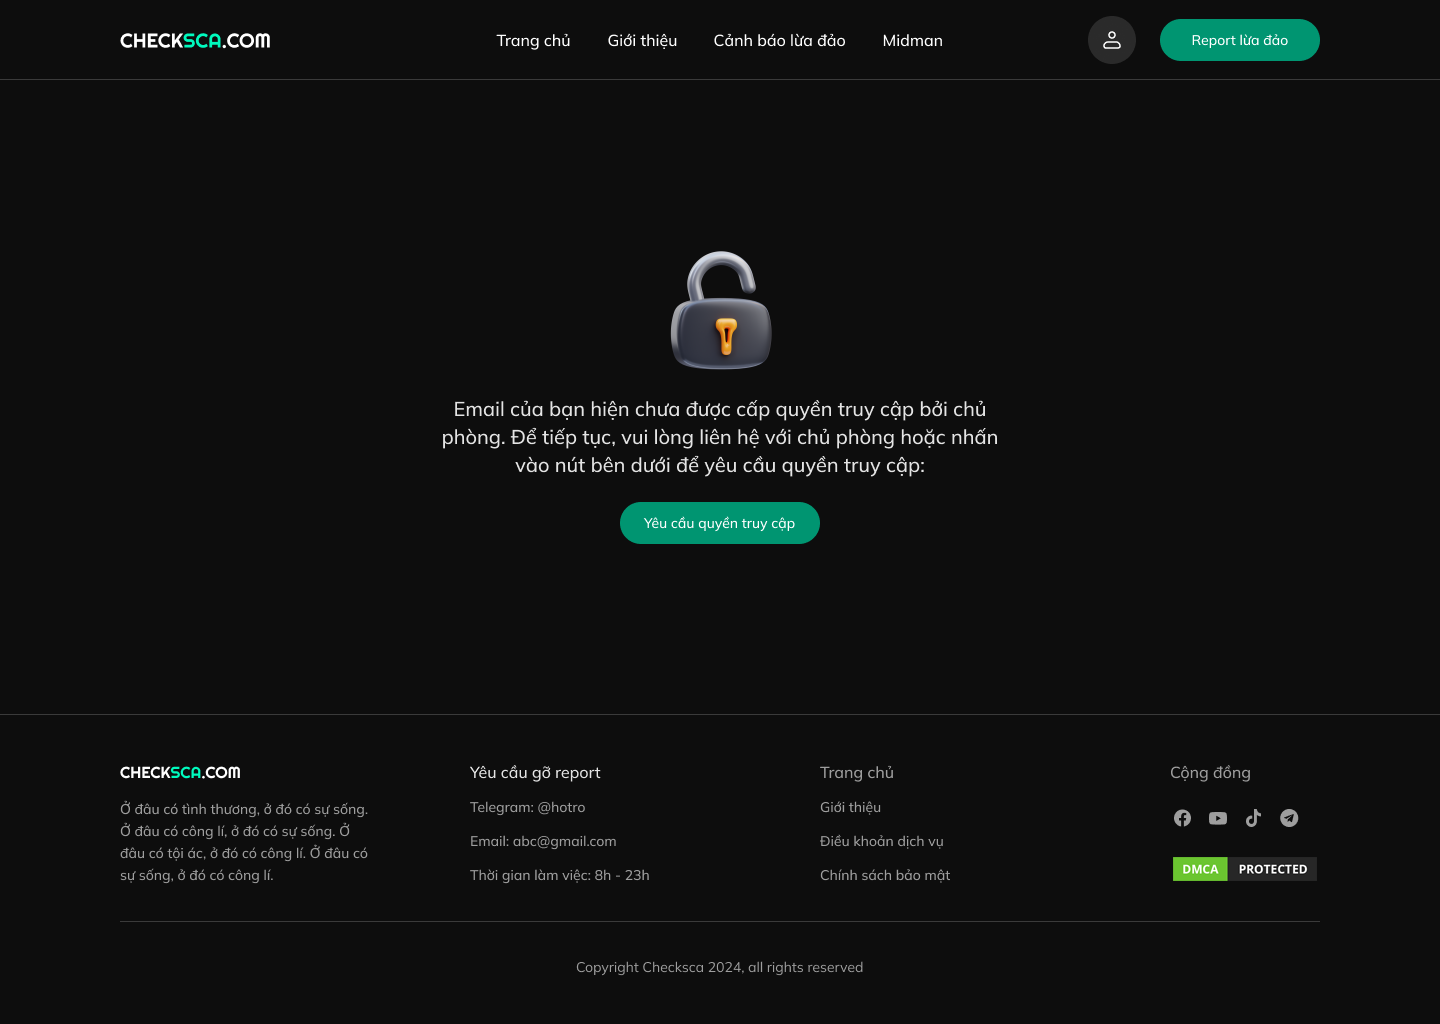 CHECKSCA.COM
Trang chủ
Giới thiệu
Cảnh báo lừa đảo
Midman
Report lừa đảo
Email của bạn hiện chưa được cấp quyền truy cập bởi chủ
phòng. Để tiếp tục, vui lòng liên hệ với chủ phòng hoặc nhấn
vào nút bên dưới để yêu cầu quyền truy cập:
Yêu cầu quyền truy cập
CHECKSCA.COM
Ở đâu có tình thương, ở đó có sự sống.
Ở đâu có công lí, ở đó có sự sống. Ở
đâu có tội ác, ở đó có công lí. Ở đâu có
sự sống, ở đó có công lí.
Yêu cầu gỡ report
Telegram: @hotro
Email: abc@gmail.com
Thời gian làm việc: 8h - 23h
Trang chủ
Giới thiệu
Điều khoản dịch vụ
Chính sách bảo mật
Cộng đồng
DMCA PROTECTED
Copyright Checksca 2024, all rights reserved